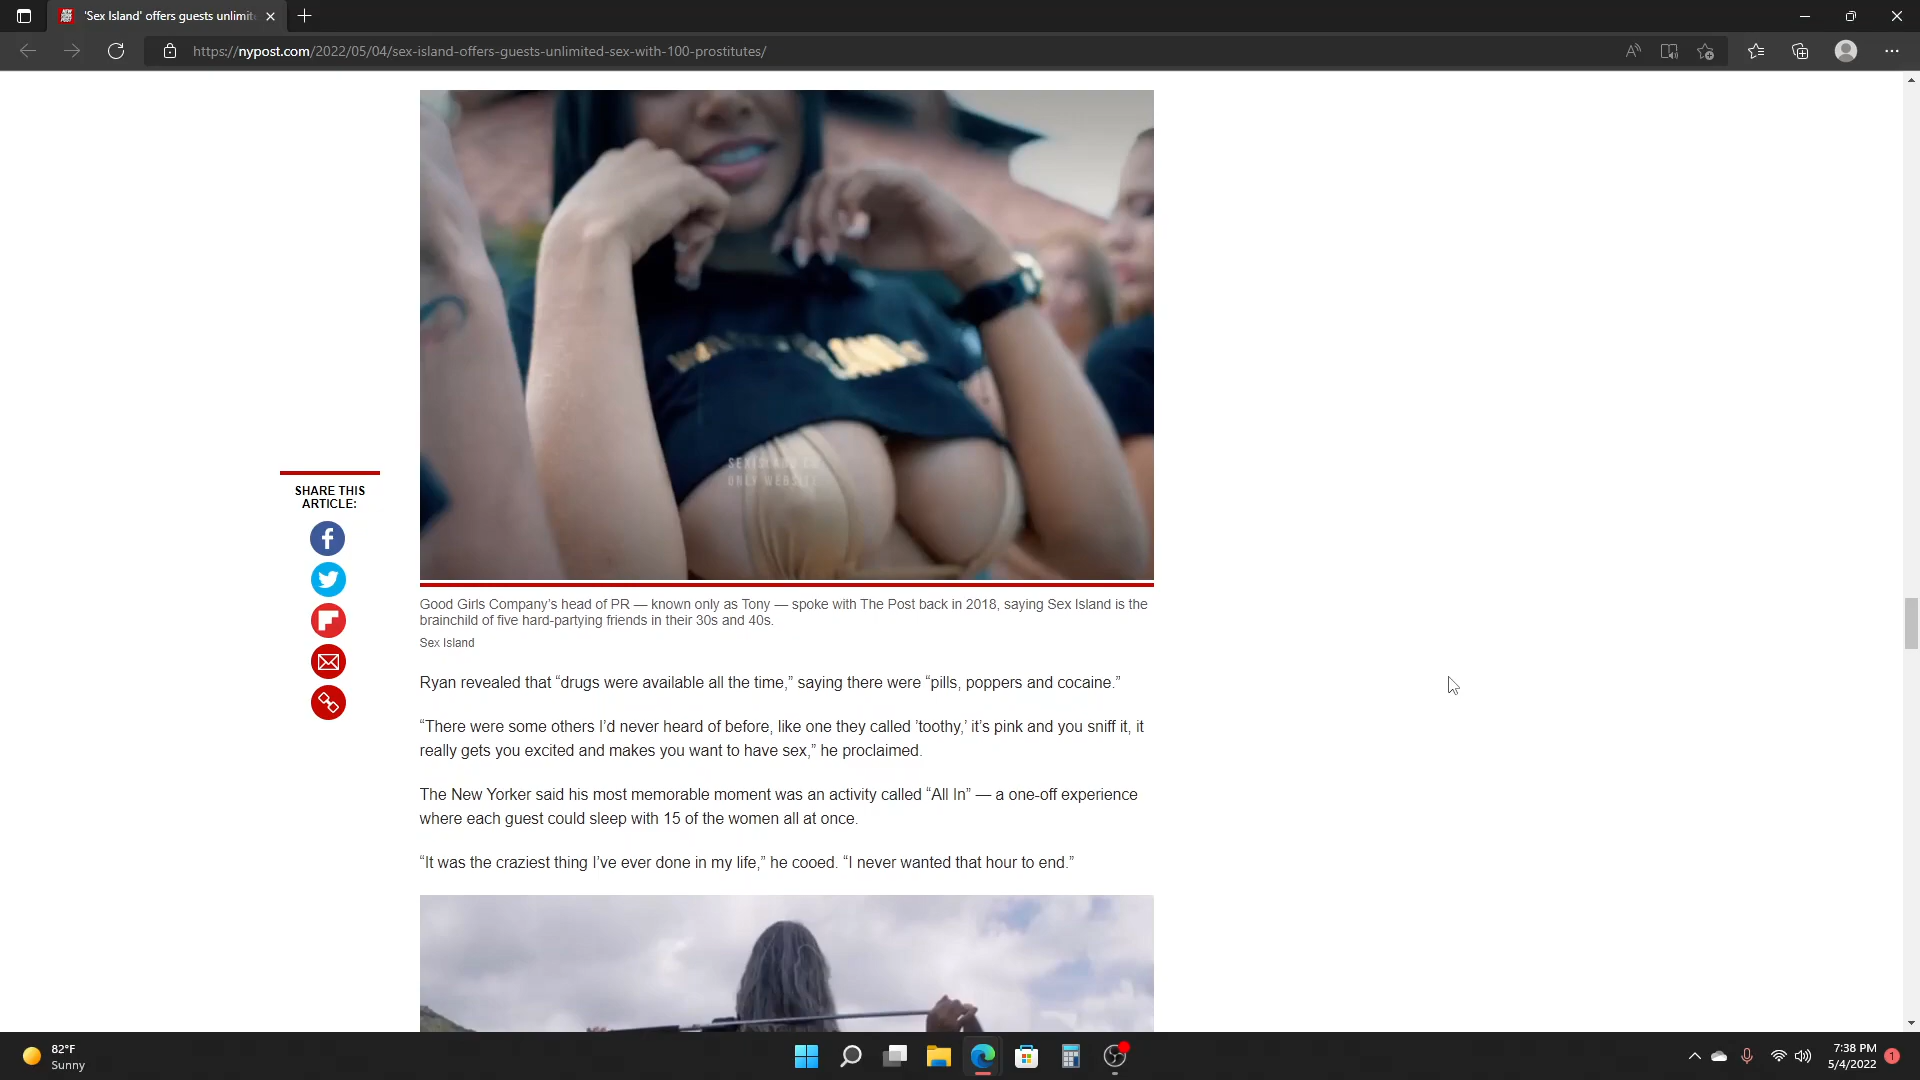 'Sex Island' offers guests unlimit
https://nypost.com/2022/05/04/sex-island-offers-guests-unlimited-sex-with-100-prostitutes/
SHARE THIS
ARTICLE:
Good Girls Company's head of PR — known only as Tony — spoke with The Post back in 2018, saying Sex Island is the
brainchild of five hard-partying friends in their 30s and 40s.
Sex Island
Ryan revealed that “drugs were available all the time,” saying there were “pills, poppers and cocaine.”
“There were some others I'd never heard of before, like one they called 'toothy,' it's pink and you sniff it, it
really gets you excited and makes you want to have sex,” he proclaimed.
The New Yorker said his most memorable moment was an activity called “All In” — a one-off experience
where each guest could sleep with 15 of the women all at once.
“It was the craziest thing I've ever done in my life,” he cooed. “I never wanted that hour to end.”
82°F
Sunny
7:38 PM
5/4/2022
1